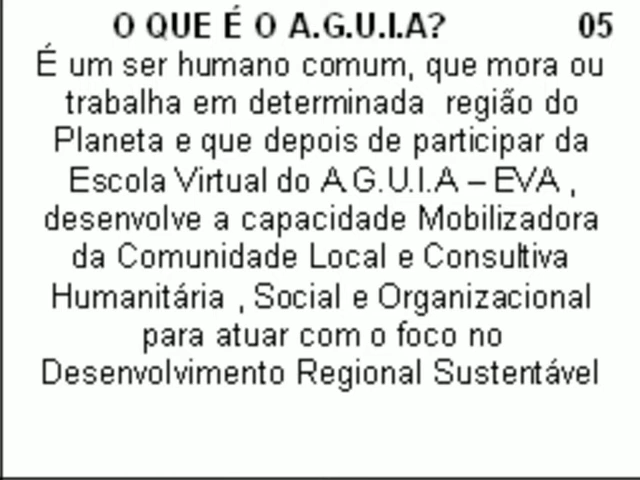 O QUE É O A.G.U.I.A? 05
É um ser humano comum, que mora ou
trabalha em determinada região do
Planeta e que depois de participar da
Escola Virtual do A.G.U.I.A – EVA ,
desenvolve a capacidade Mobilizadora
da Comunidade Local e Consultiva
Humanitária , Social e Organizacional
para atuar com o foco no
Desenvolvimento Regional Sustentável